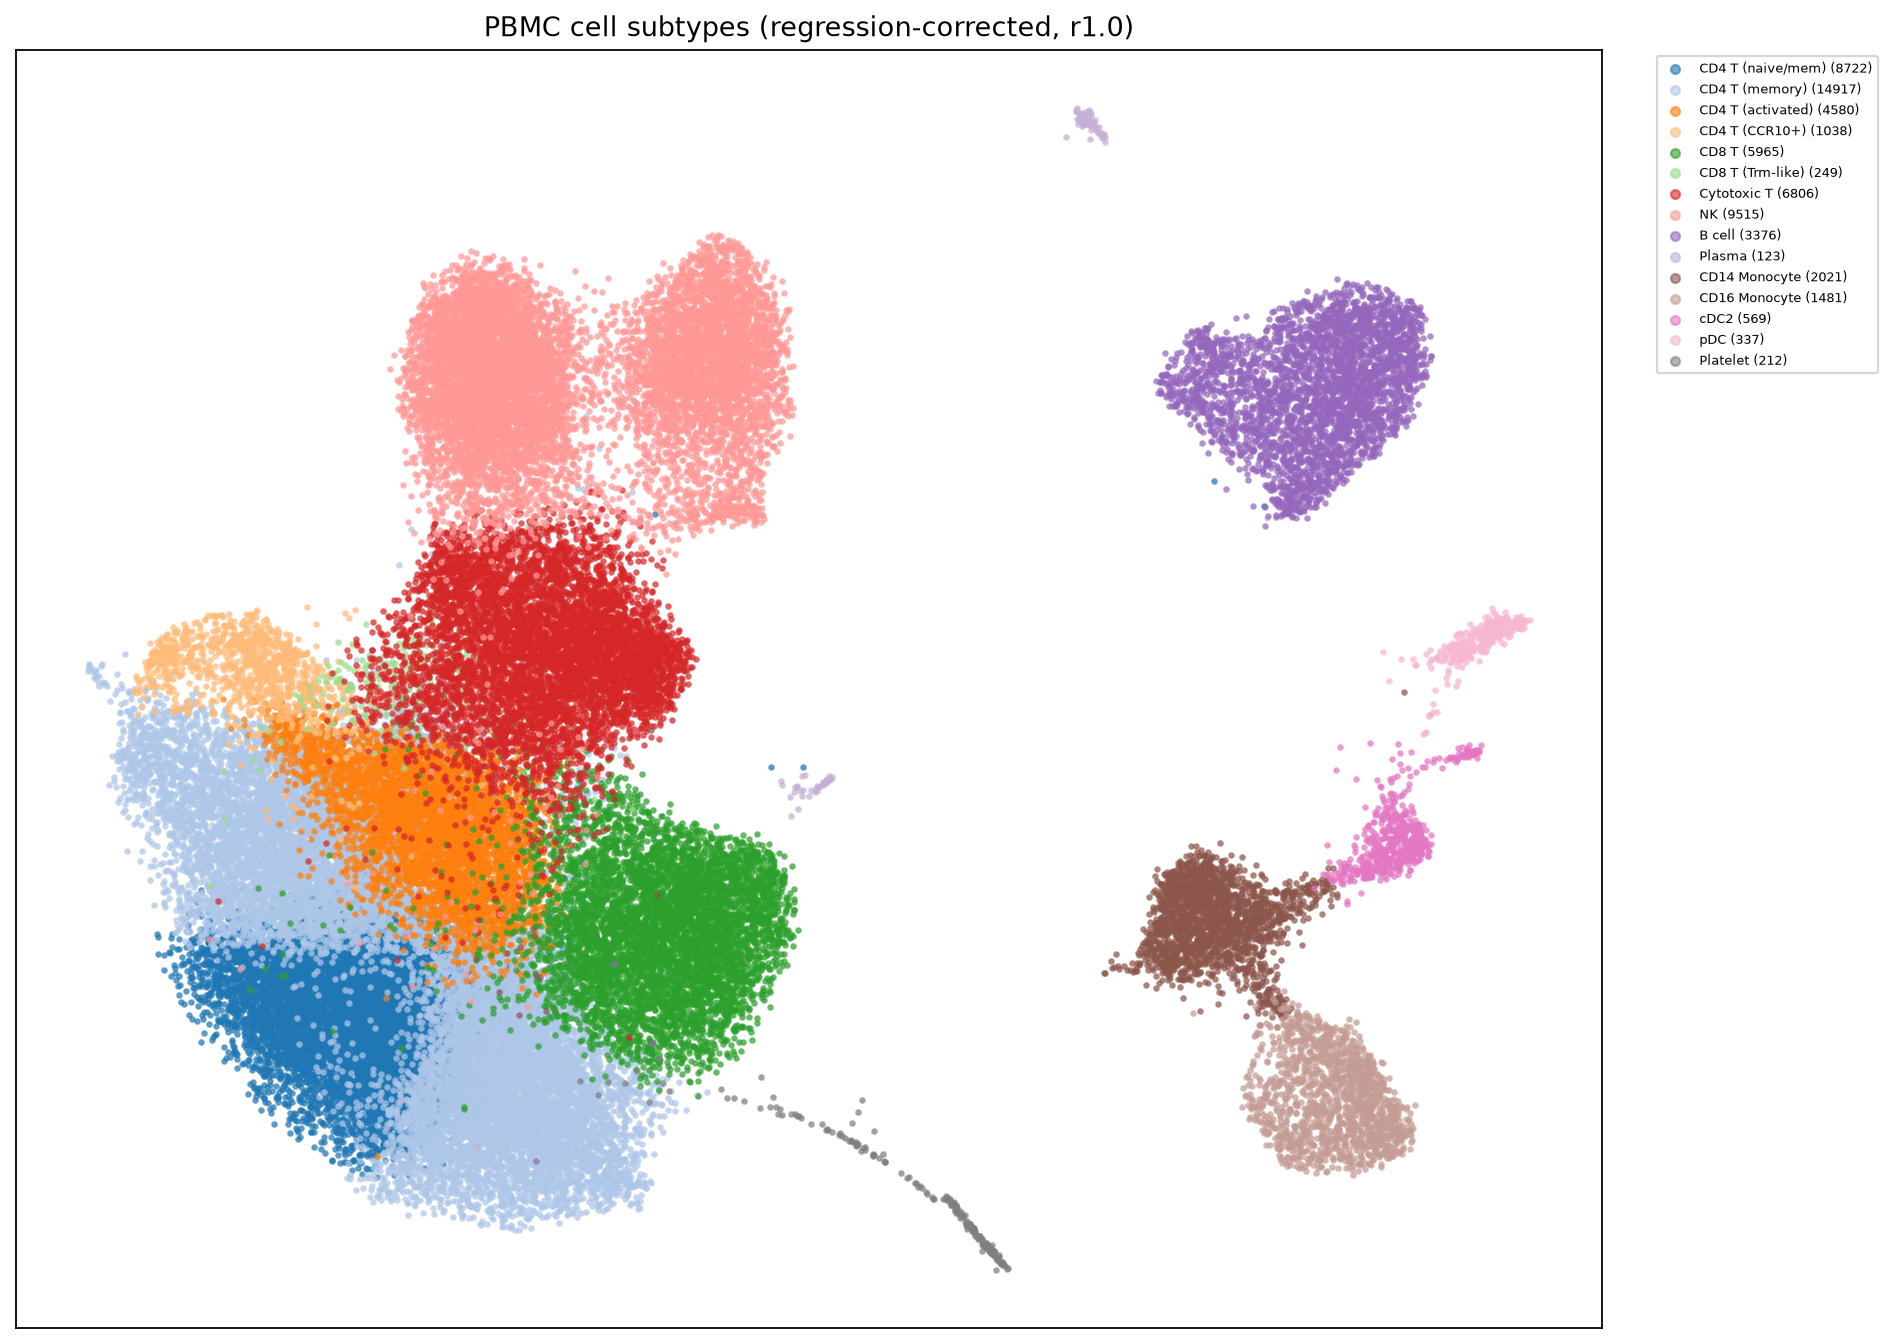 PBMC cell subtypes (regression-corrected, r1.0)
CD4 T (naive/mem) (8722)
CD4 T (memory) (14917)
CD4 T (activated) (4580)
CD4 T (CCR10+) (1038)
CD8 T (5965)
CD8 T (Trm-like) (249)
Cytotoxic T (6806)
NK (9515)
B cell (3376)
Plasma (123)
CD14 Monocyte (2021)
CD16 Monocyte (1481)
cDC2 (569)
pDC (337)
Platelet (212)